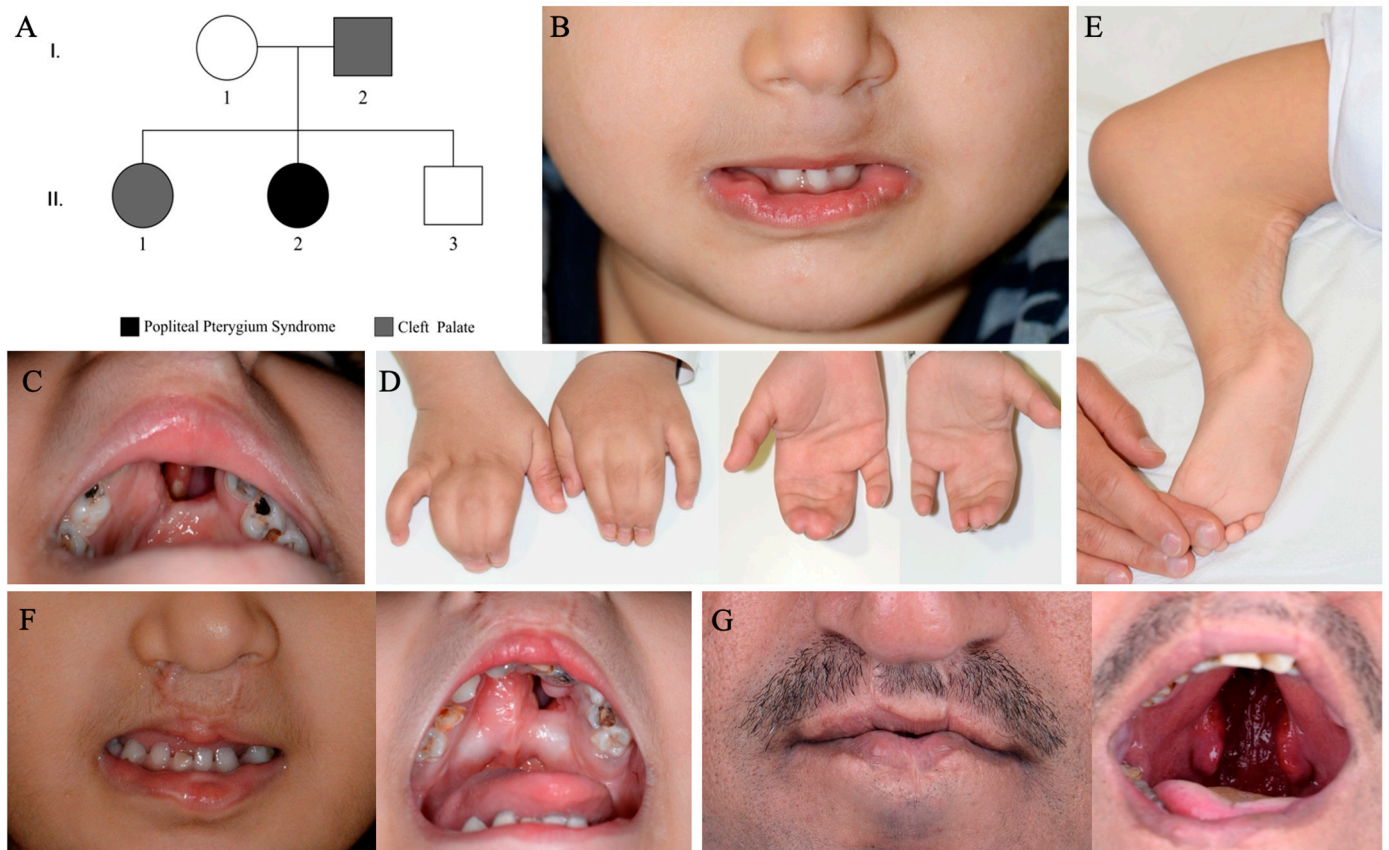 A
I.
1
2
II.
1
2
3
Popliteal Pterygium Syndrome
Cleft Palate
B
E
C
D
F
G